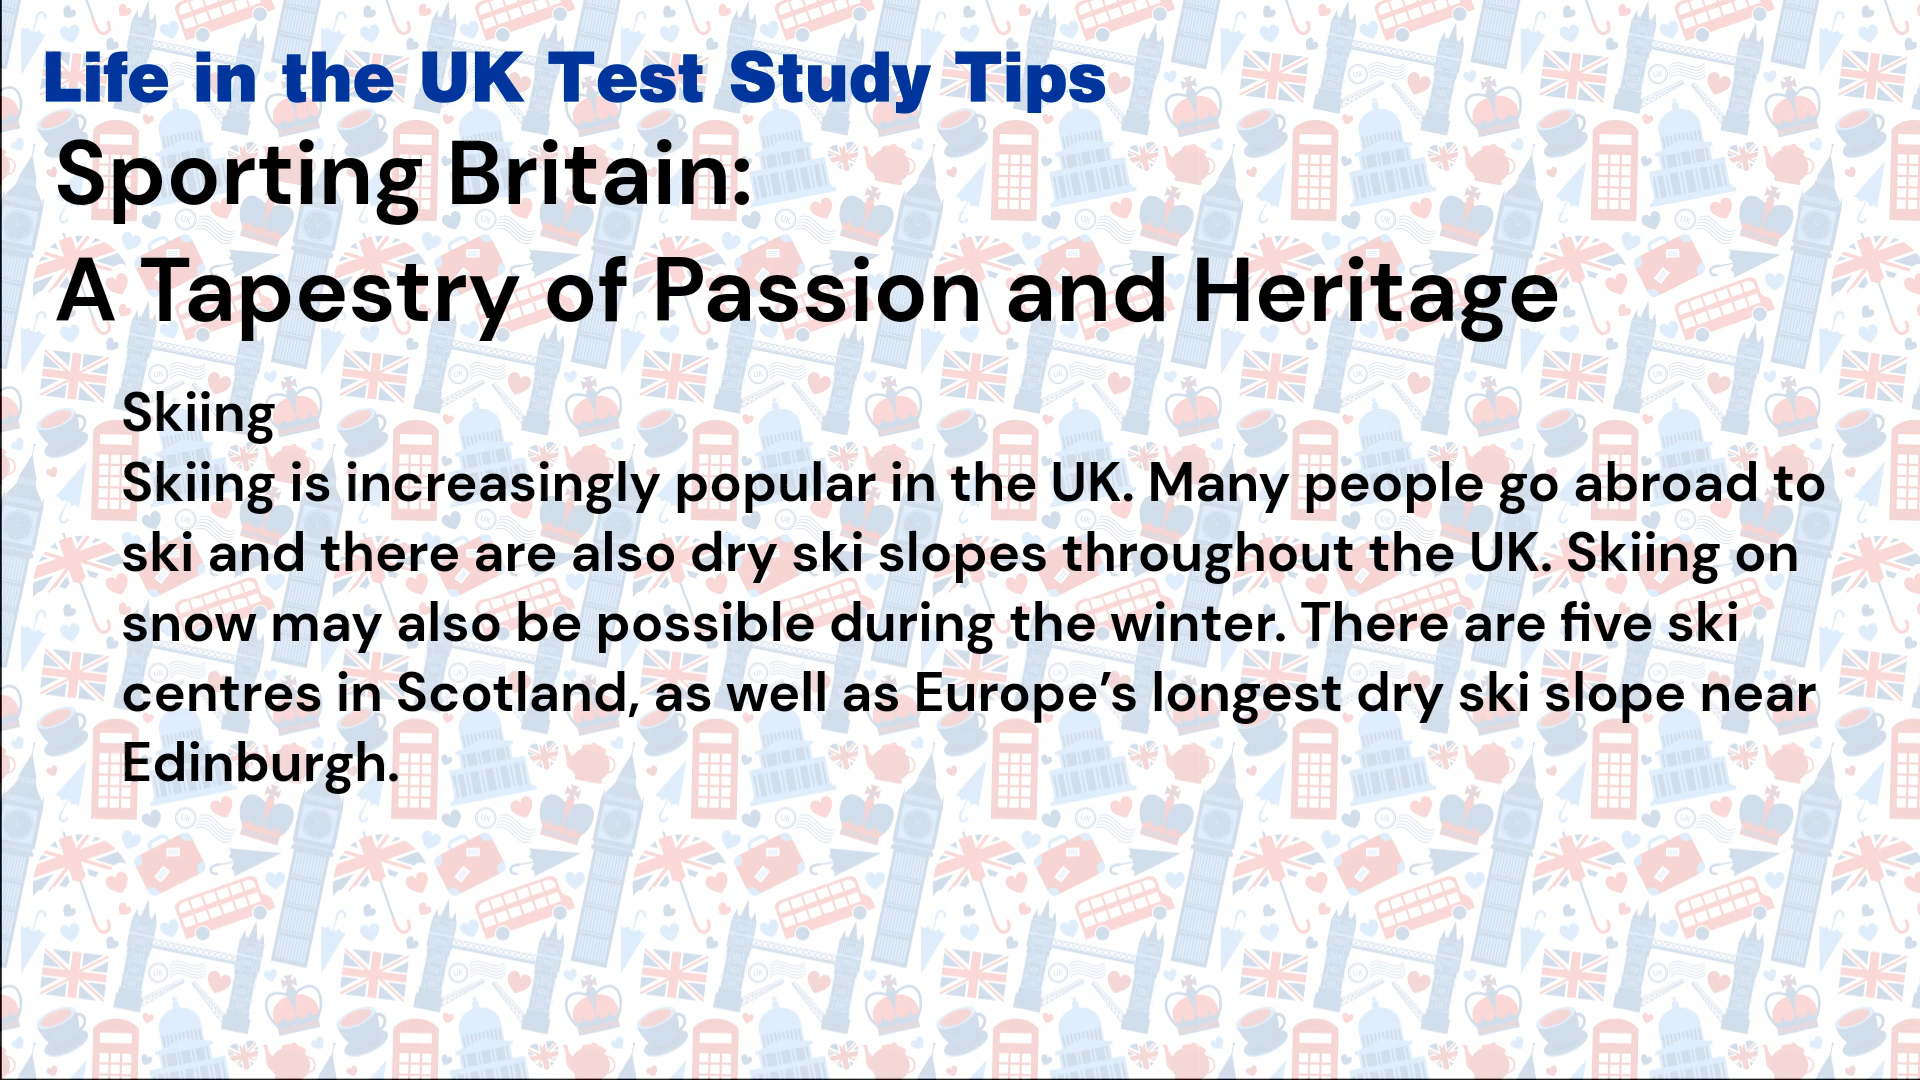 Life in the UK Test Study Tips
Sporting Britain:
A Tapestry of Passion and Heritage
Skiing
Skiing is increasingly popular in the UK. Many people go abroad to
ski and there are also dry ski slopes throughout the UK. Skiing on
snow may also be possible during the winter. There are five ski
centres in Scotland, as well as Europe’s longest dry ski slope near
Edinburgh.